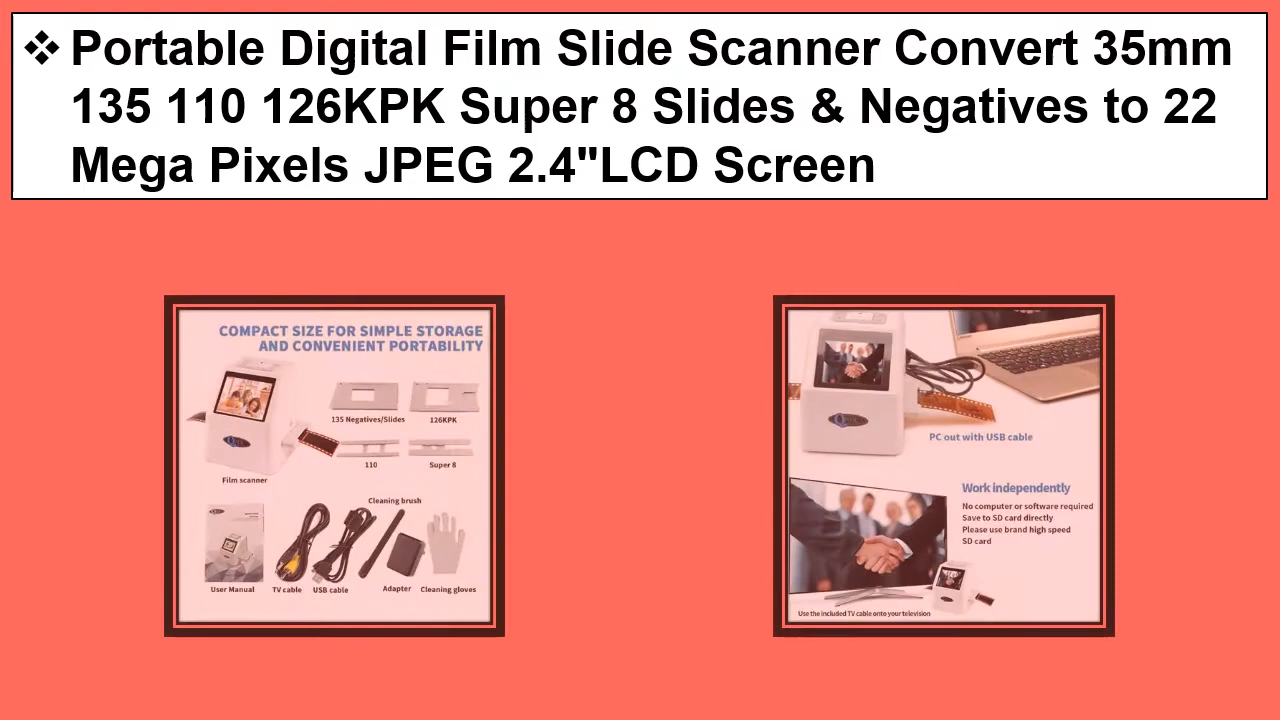 ❖ Portable Digital Film Slide Scanner Convert 35mm
135 110 126KPK Super 8 Slides & Negatives to 22
Mega Pixels JPEG 2.4"LCD Screen
COMPACT SIZE FOR SIMPLE STORAGE
AND CONVENIENT PORTABILITY
135 Negatives/Slides
126KPK
110
Super 8
Film scanner
Cleaning brush
User Manual
TV cable
USB cable
Adapter
Cleaning gloves
PC out with USB cable
Work independently
No computer or software required
Save to SD card directly
Please use brand high speed
SD card
Use the included TV cable onto your television